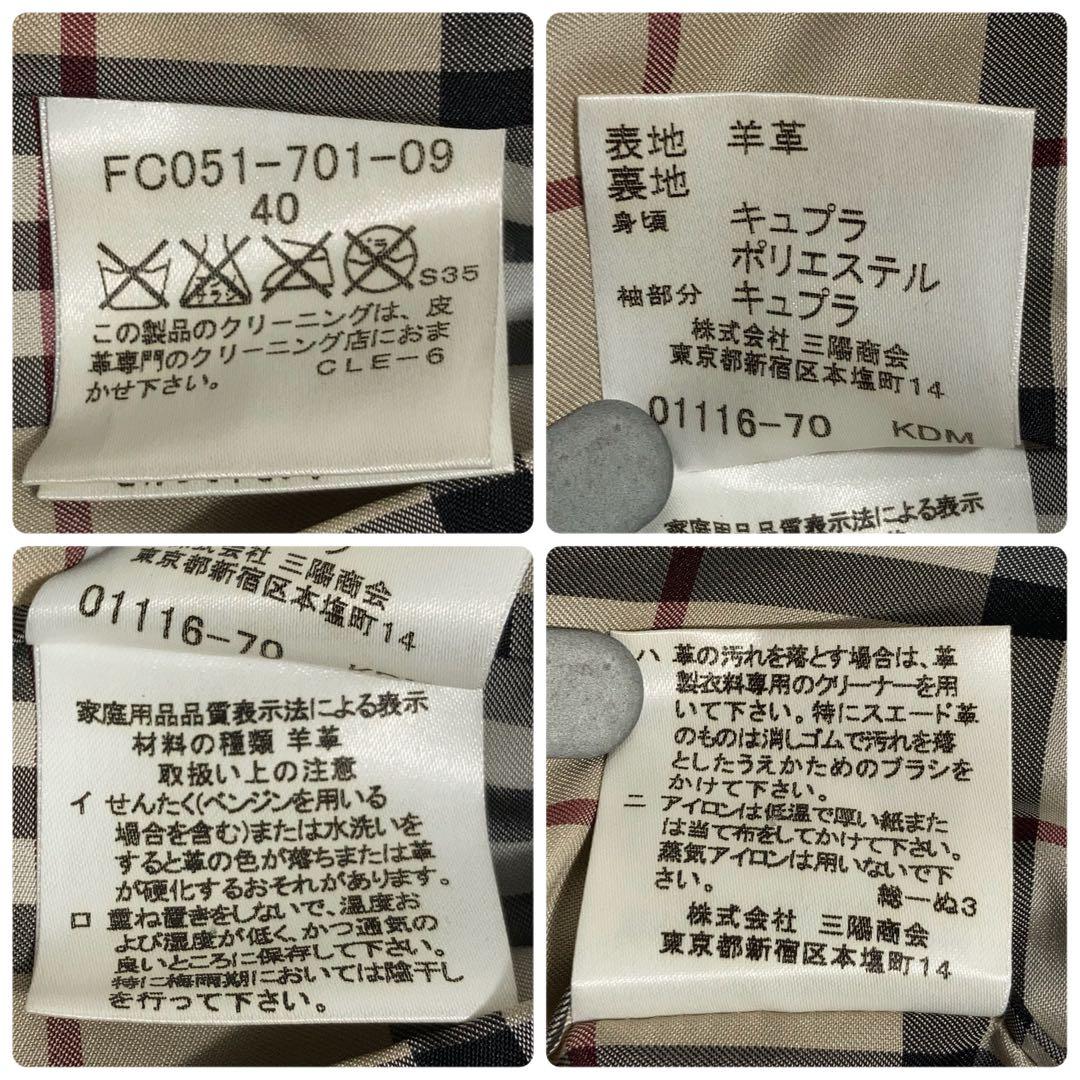 FC051-701-09
40
エンソ
サラシ
ドライ
S35
この製品のクリーニングは、皮
革専門のクリーニング店におま
かせ下さい。
CLE-6
表地 羊革
裏地
身頃 キュプラ
ポリエステル
袖部分 キュプラ
株式会社 三陽商会
東京都新宿区本塩町14
01116-70 KDM
家庭用品品質表示法による表示
株式会社 三陽商会
東京都新宿区本塩町14
01116-70
家庭用品品質表示法による表示
材料の種類 羊革
取扱い上の注意
イ せんたく(ベンジンを用いる
場合を含む)または水洗いを
すると革の色が落ちまたは革
が硬化するおそれがあります。
ロ 重ね置きをしないで、温度お
よび湿度が低く、かつ通気の
良いところに保存して下さい。
特に梅雨期においては陰干し
を行って下さい。
ハ 革の汚れを落とす場合は、革
製衣料専用のクリーナーを用
いて下さい。特にスエード革
のものは消しゴムで汚れを落
としたうえかためのブラシを
かけて下さい。
ニ アイロンは低温で厚い紙また
は当て布をしてかけて下さい。
蒸気アイロンは用いないで下
さい。
総一ぬ3
株式会社 三陽商会
東京都新宿区本塩町14